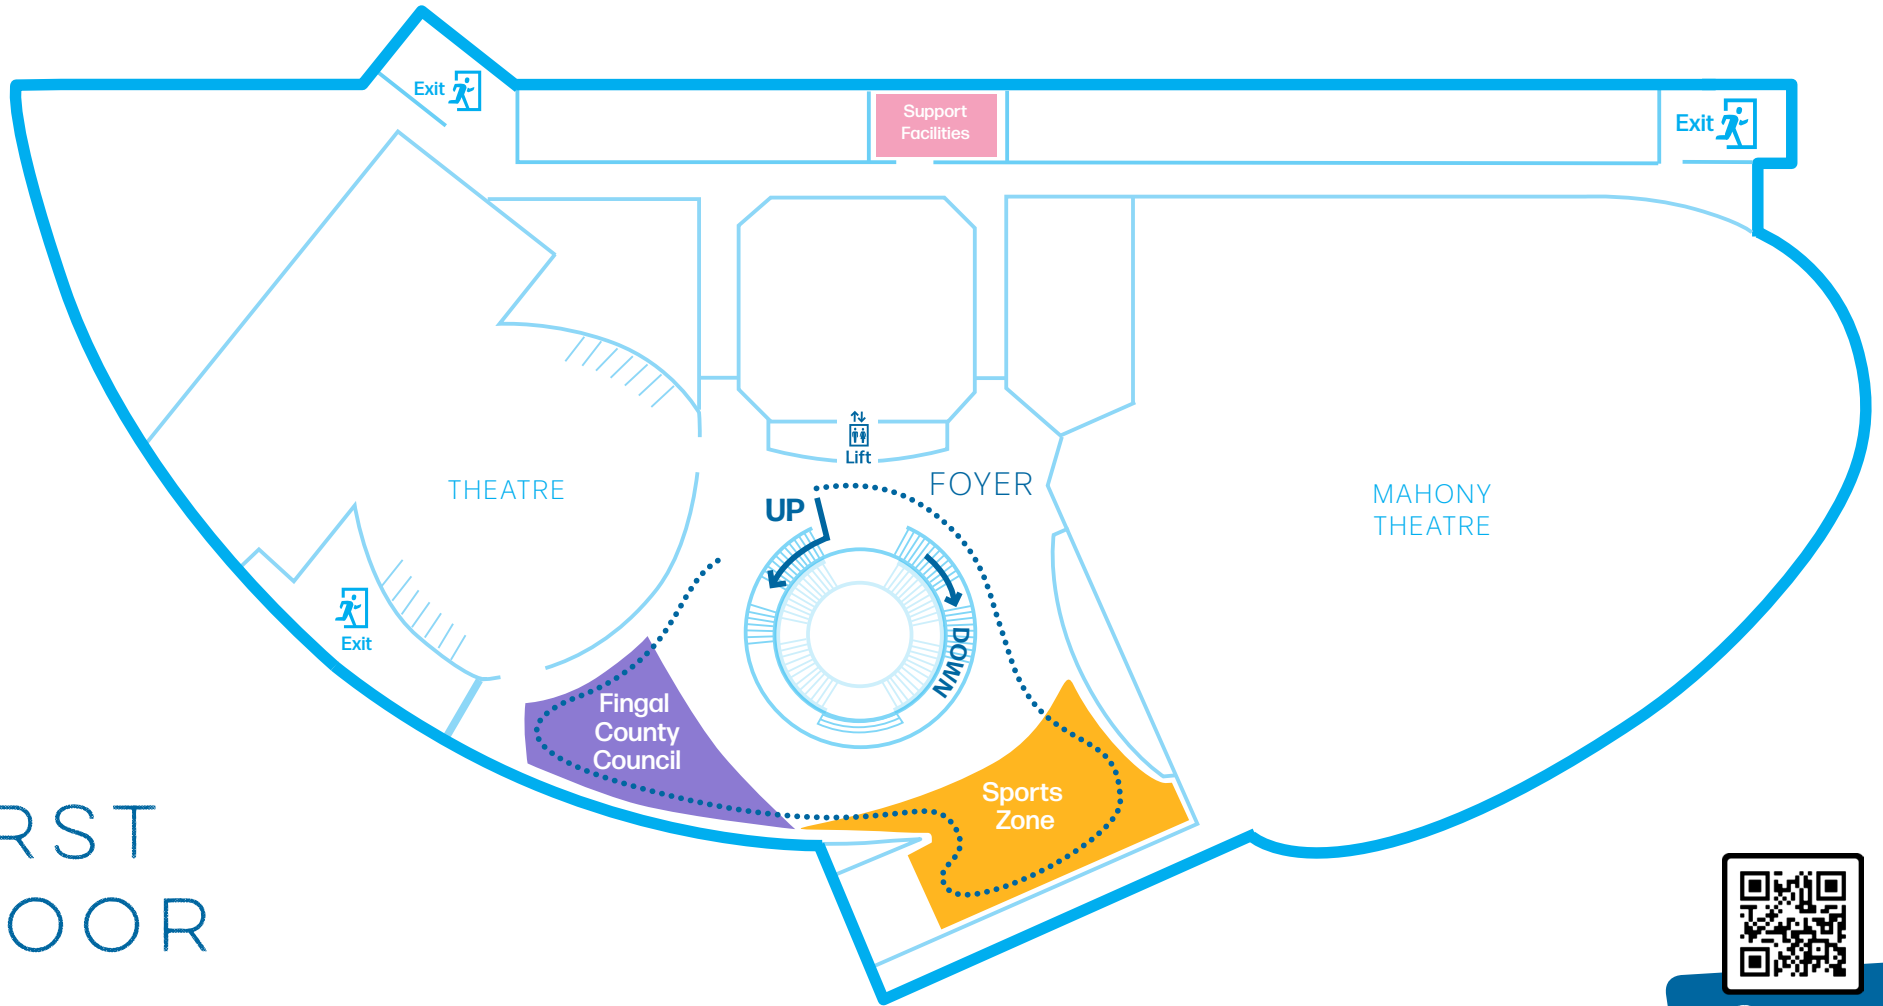 Exit
Support
Facilities
Exit
Lift
FOYER
THEATRE
UP
MAHONY
THEATRE
DOWN
Exit
Fingal
County
Council
Sports
Zone
RST
OOR